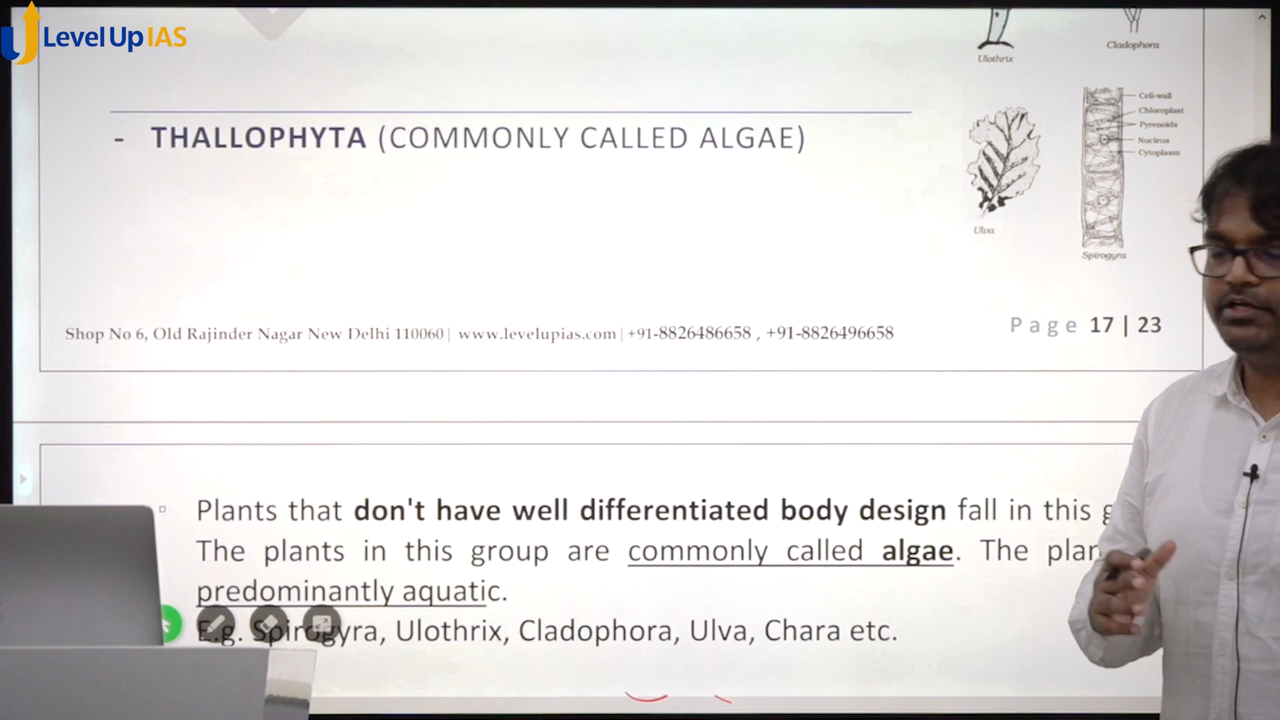 Level Up IAS
Ulothrix
Cladophora
- THALLOPHYTA (COMMONLY CALLED ALGAE)
Cell-wall
Chloroplast
Pyrenoids
Nucleus
Cytoplasm
Ulva
Spirogyra
Shop No 6, Old Rajinder Nagar New Delhi 110060| www.levelupias.com | +91-8826486658 , +91-8826496658
Page 17 | 23
Plants that don't have well differentiated body design fall in this
The plants in this group are commonly called algae. The
predominantly aquatic.
E.g. Spirogyra, Ulothrix, Cladophora, Ulva, Chara etc.